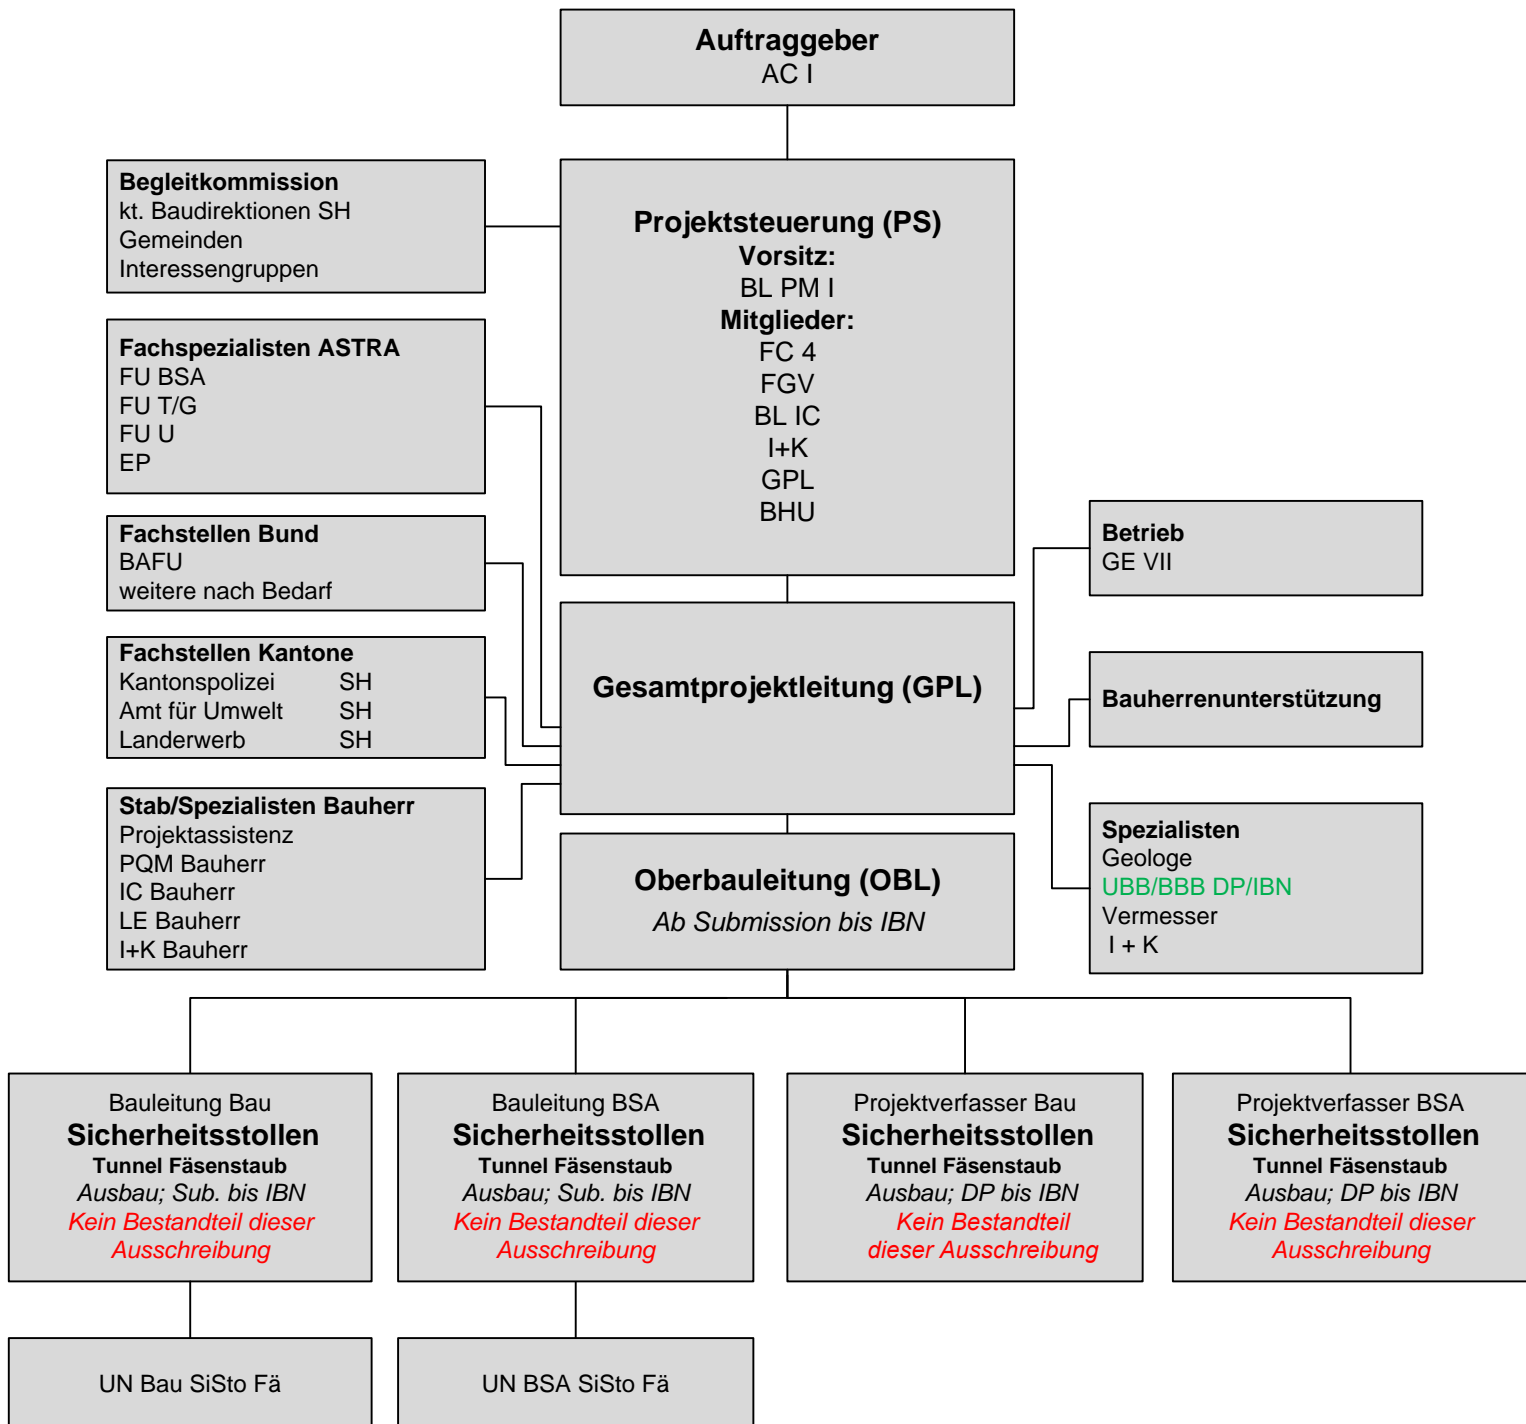 Auftraggeber
AC I
Begleitkommission
kt. Baudirektionen SH
Gemeinden
Interessengruppen
Projektsteuerung (PS)
Vorsitz:
BL PM I
Mitglieder:
FC 4
FGV
BL IC
I+K
GPL
BHU
Fachspezialisten ASTRA
FU BSA
FU T/G
FU U
EP
Fachstellen Bund
BAFU
weitere nach Bedarf
Betrieb
GE VII
Fachstellen Kantone
Kantonspolizei SH
Amt für Umwelt SH
Landerwerb SH
Gesamtprojektleitung (GPL)
Bauherrenunterstützung
Stab/Spezialisten Bauherr
Projektassistenz
PQM Bauherr
IC Bauherr
LE Bauherr
I+K Bauherr
Oberbauleitung (OBL)
Ab Submission bis IBN
Spezialisten
Geologe
UBB/BBB DP/IBN
Vermesser
I + K
Bauleitung Bau
Sicherheitsstollen
Tunnel Fäsenstaub
Ausbau; Sub. bis IBN
Kein Bestandteil dieser
Ausschreibung
Bauleitung BSA
Sicherheitsstollen
Tunnel Fäsenstaub
Ausbau; Sub. bis IBN
Kein Bestandteil dieser
Ausschreibung
Projektverfasser Bau
Sicherheitsstollen
Tunnel Fäsenstaub
Ausbau; DP bis IBN
Kein Bestandteil
dieser Ausschreibung
Projektverfasser BSA
Sicherheitsstollen
Tunnel Fäsenstaub
Ausbau; DP bis IBN
Kein Bestandteil dieser
Ausschreibung
UN Bau SiSto Fä
UN BSA SiSto Fä